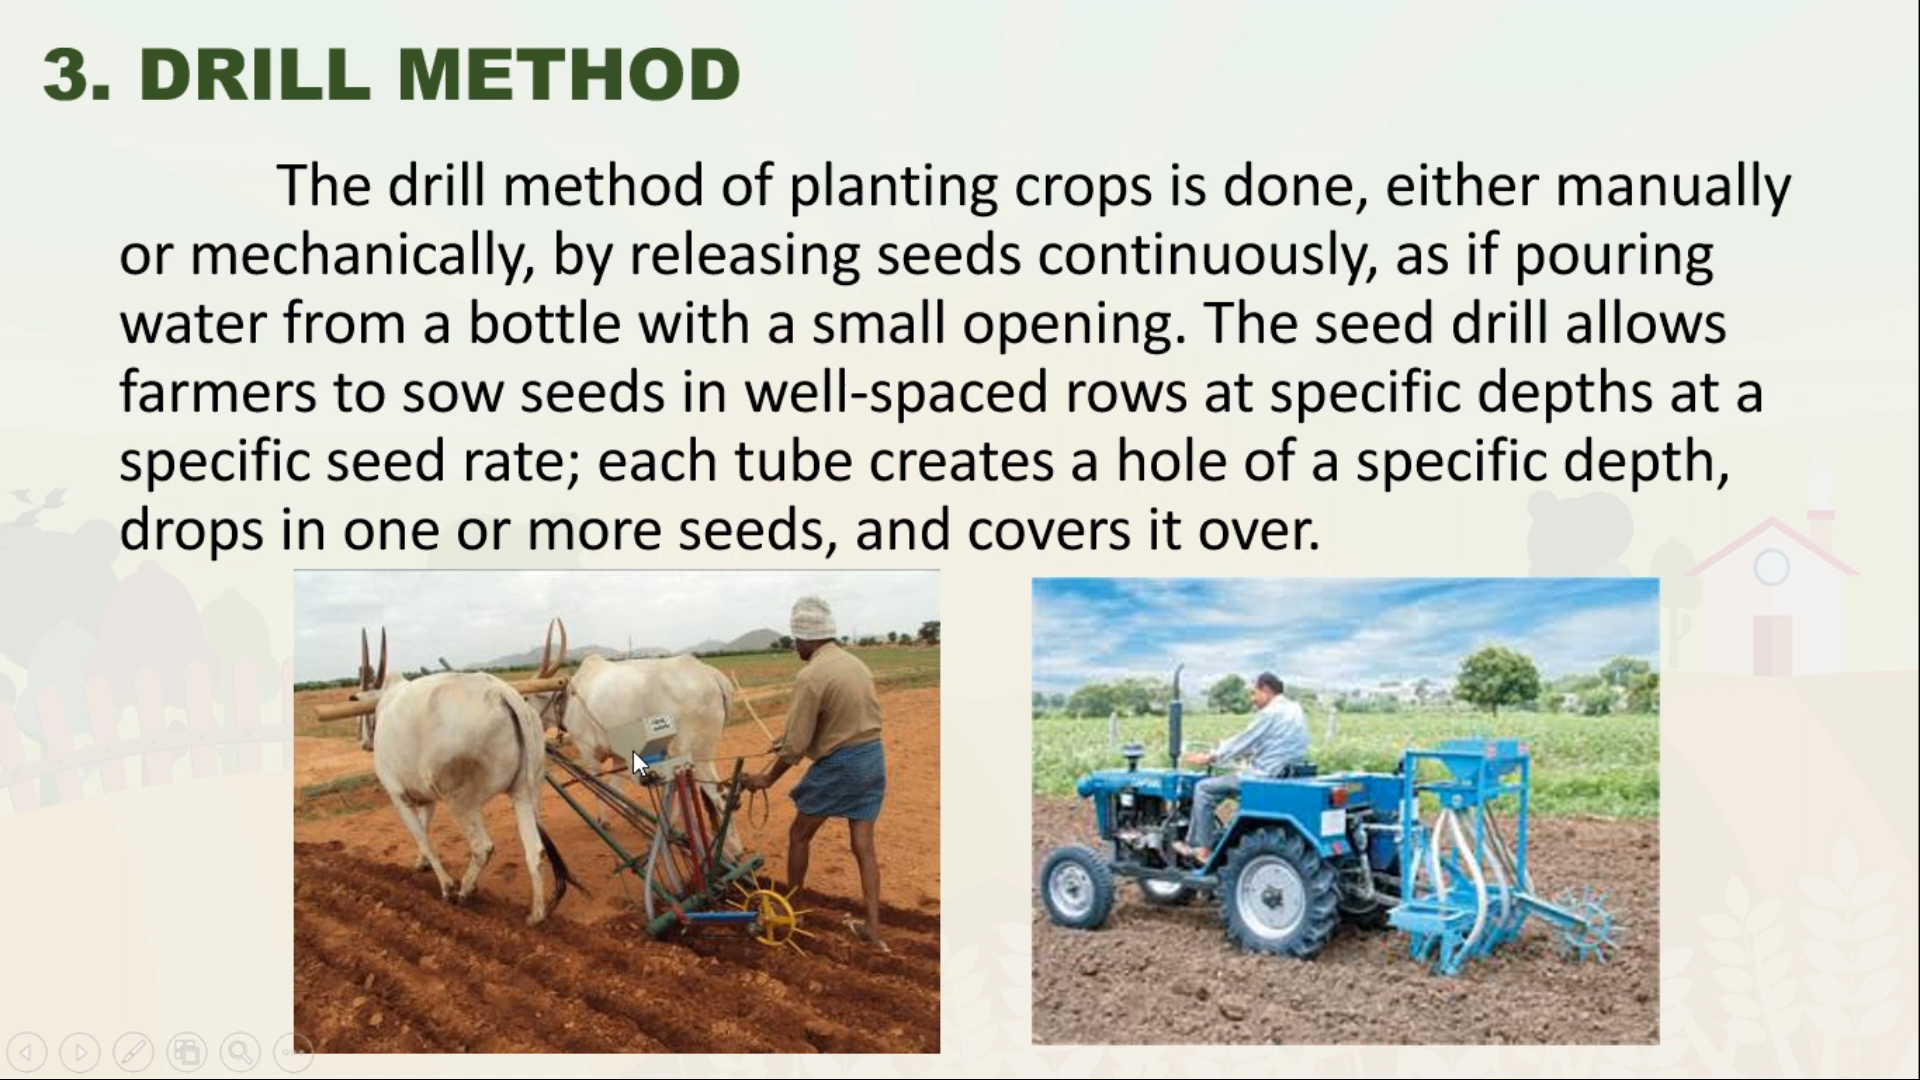 3. DRILL METHOD
The drill method of planting crops is done, either manually
or mechanically, by releasing seeds continuously, as if pouring
water from a bottle with a small opening. The seed drill allows
farmers to sow seeds in well-spaced rows at specific depths at a
specific seed rate; each tube creates a hole of a specific depth,
drops in one or more seeds, and covers it over.